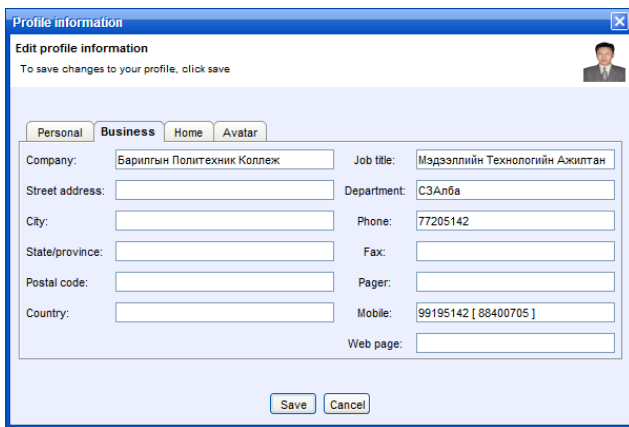 Profile information
Edit profile information
To save changes to your profile, click save
Personal Business Home Avatar
Company: Барилгын Политехник Коллеж Job title: Мэдээллийн Технологийн Ажилтан
Street address: Department: СЗАлба
City: Phone: 77205142
State/province: Fax:
Postal code: Pager:
Country: Mobile: 99195142 [ 88400705 ]
Web page:
Save Cancel